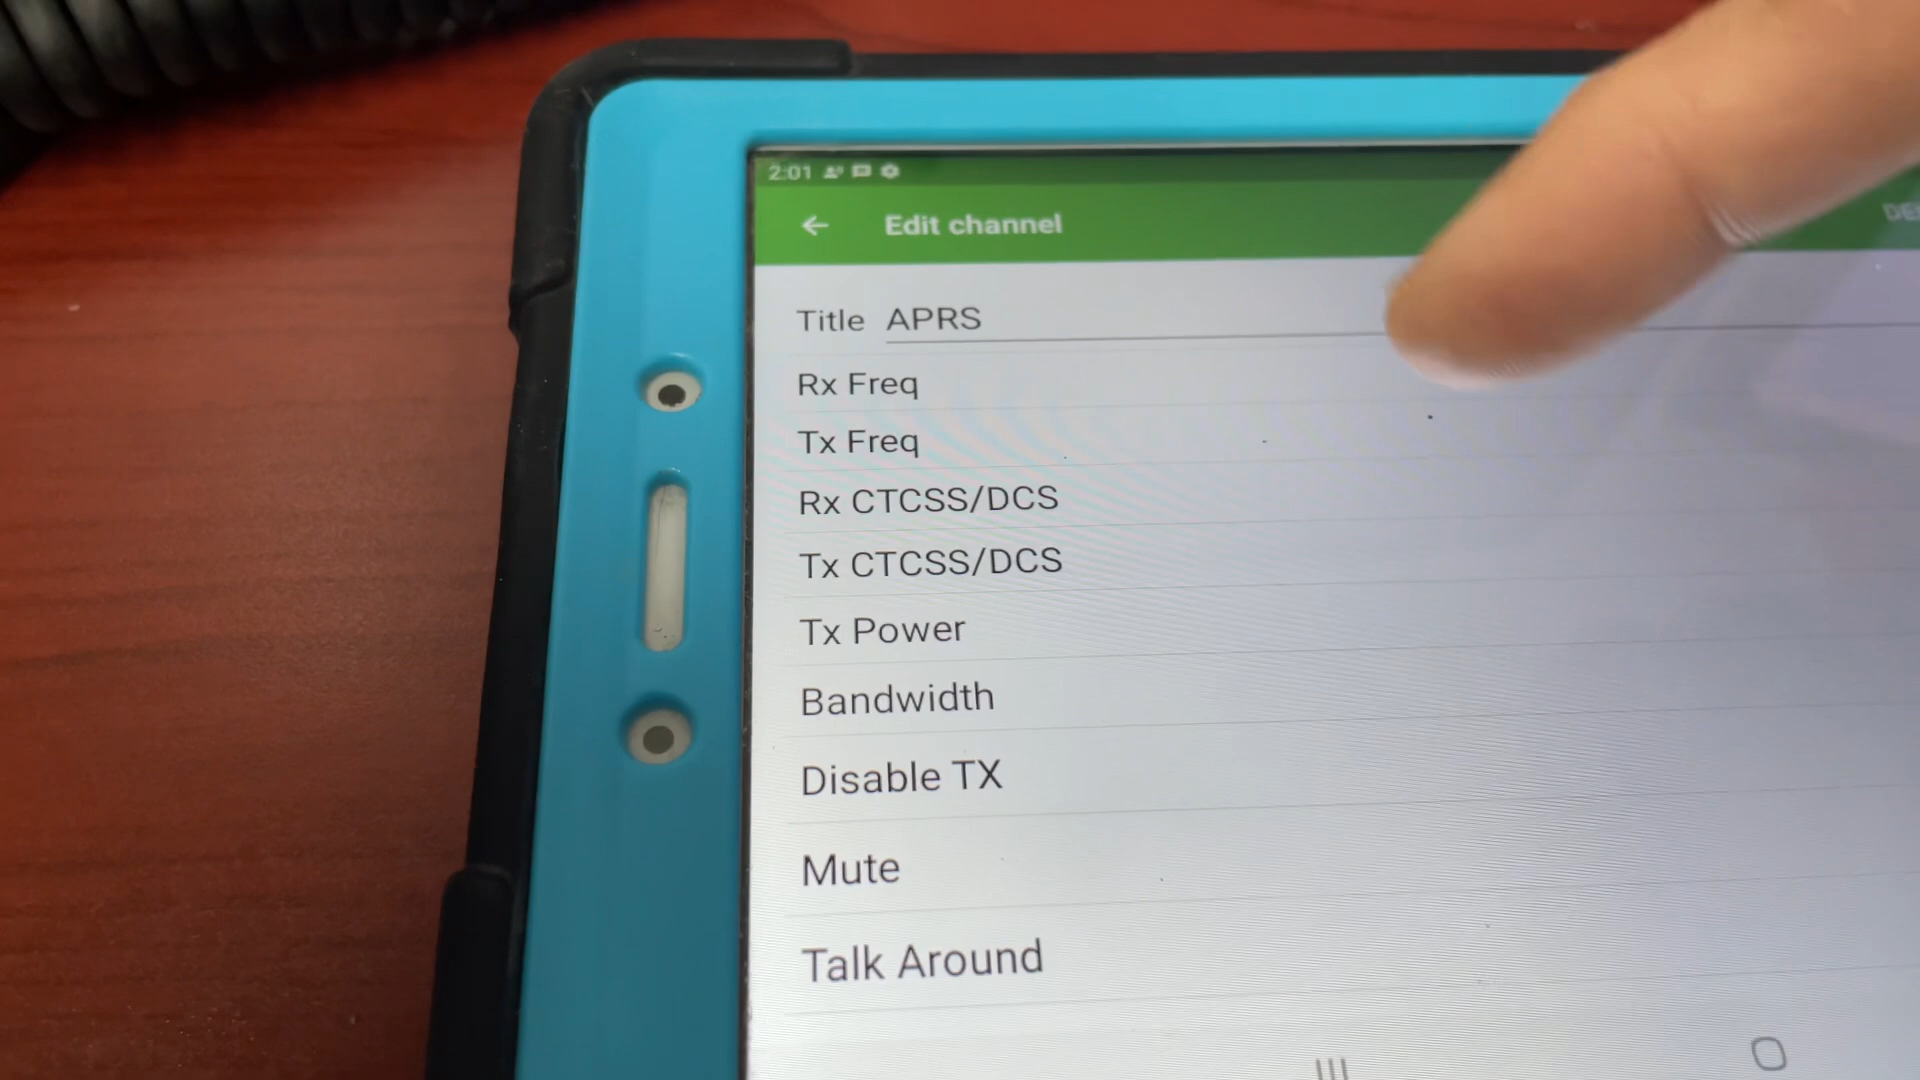 2:01
Edit channel
Title APRS
Rx Freq
Tx Freq
Rx CTCSS/DCS
Tx CTCSS/DCS
Tx Power
Bandwidth
Disable TX
Mute
Talk Around